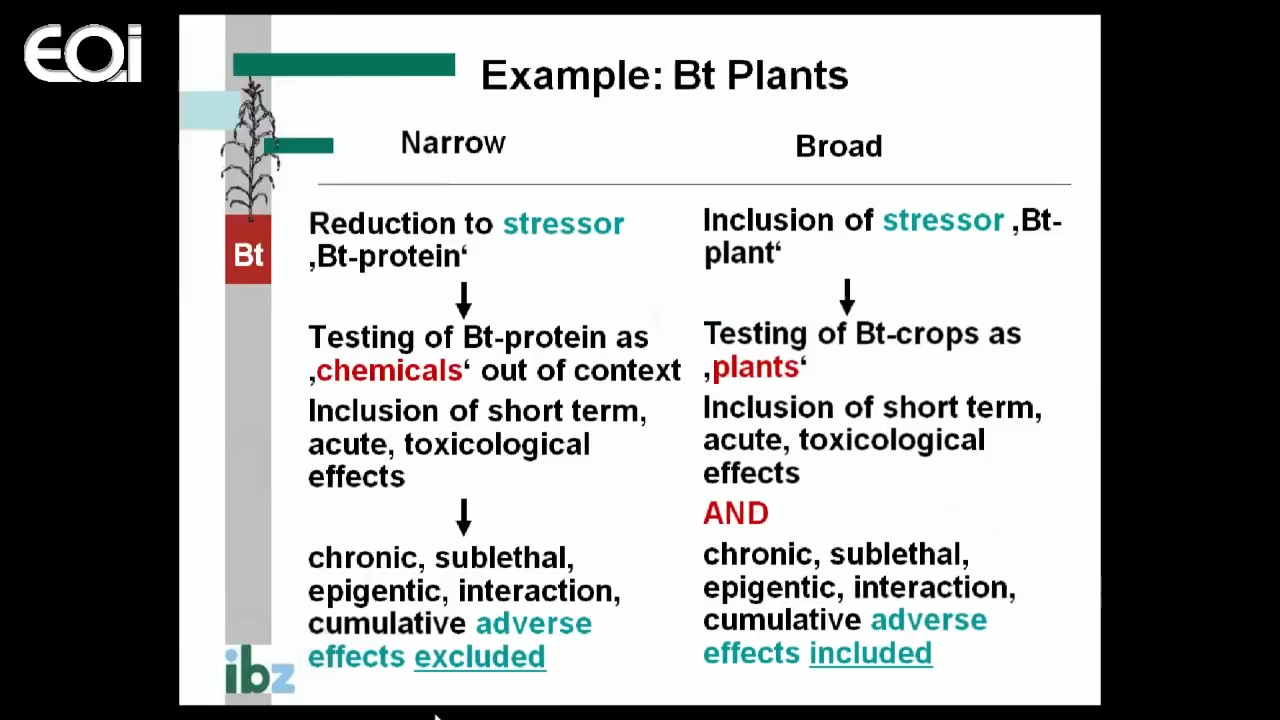 EOi
Example: Bt Plants
Narrow
Reduction to stressor
‚Bt-protein‘
Testing of Bt-protein as
‚chemicals‘ out of context
Inclusion of short term,
acute, toxicological
effects
chronic, sublethal,
epigentic, interaction,
cumulative adverse
effects excluded
Broad
Inclusion of stressor ‚Bt-
plant‘
Testing of Bt-crops as
‚plants‘
Inclusion of short term,
acute, toxicological
effects
AND
chronic, sublethal,
epigentic, interaction,
cumulative adverse
effects included
Bt
ibz